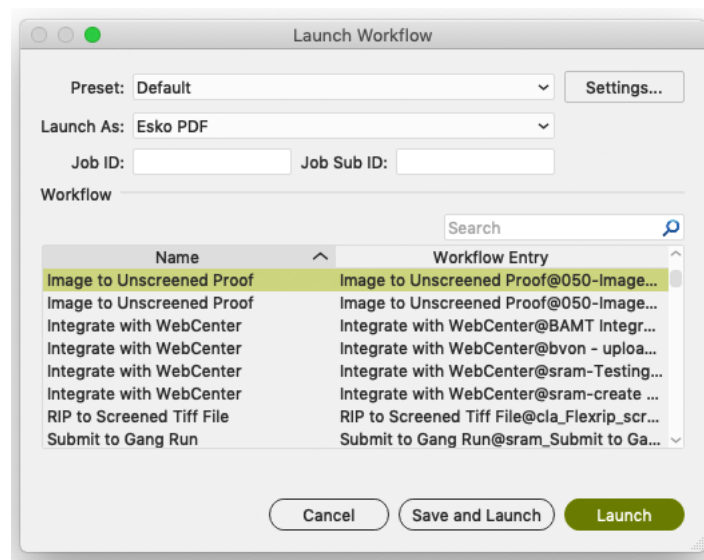 Launch Workflow
Preset: Default Settings...
Launch As: Esko PDF
Job ID: Job Sub ID:
Workflow
Search
Name Workflow Entry
Image to Unscreened Proof Image to Unscreened Proof@050-Image...
Image to Unscreened Proof Image to Unscreened Proof@050-Image...
Integrate with WebCenter Integrate with WebCenter@BAMT Integr...
Integrate with WebCenter Integrate with WebCenter@bvon - uploa...
Integrate with WebCenter Integrate with WebCenter@sram-Testing...
Integrate with WebCenter Integrate with WebCenter@sram-create ...
RIP to Screened Tiff File RIP to Screened Tiff File@cla_Flexrip_scr...
Submit to Gang Run Submit to Gang Run@sram_Submit to Ga...
Cancel Save and Launch Launch